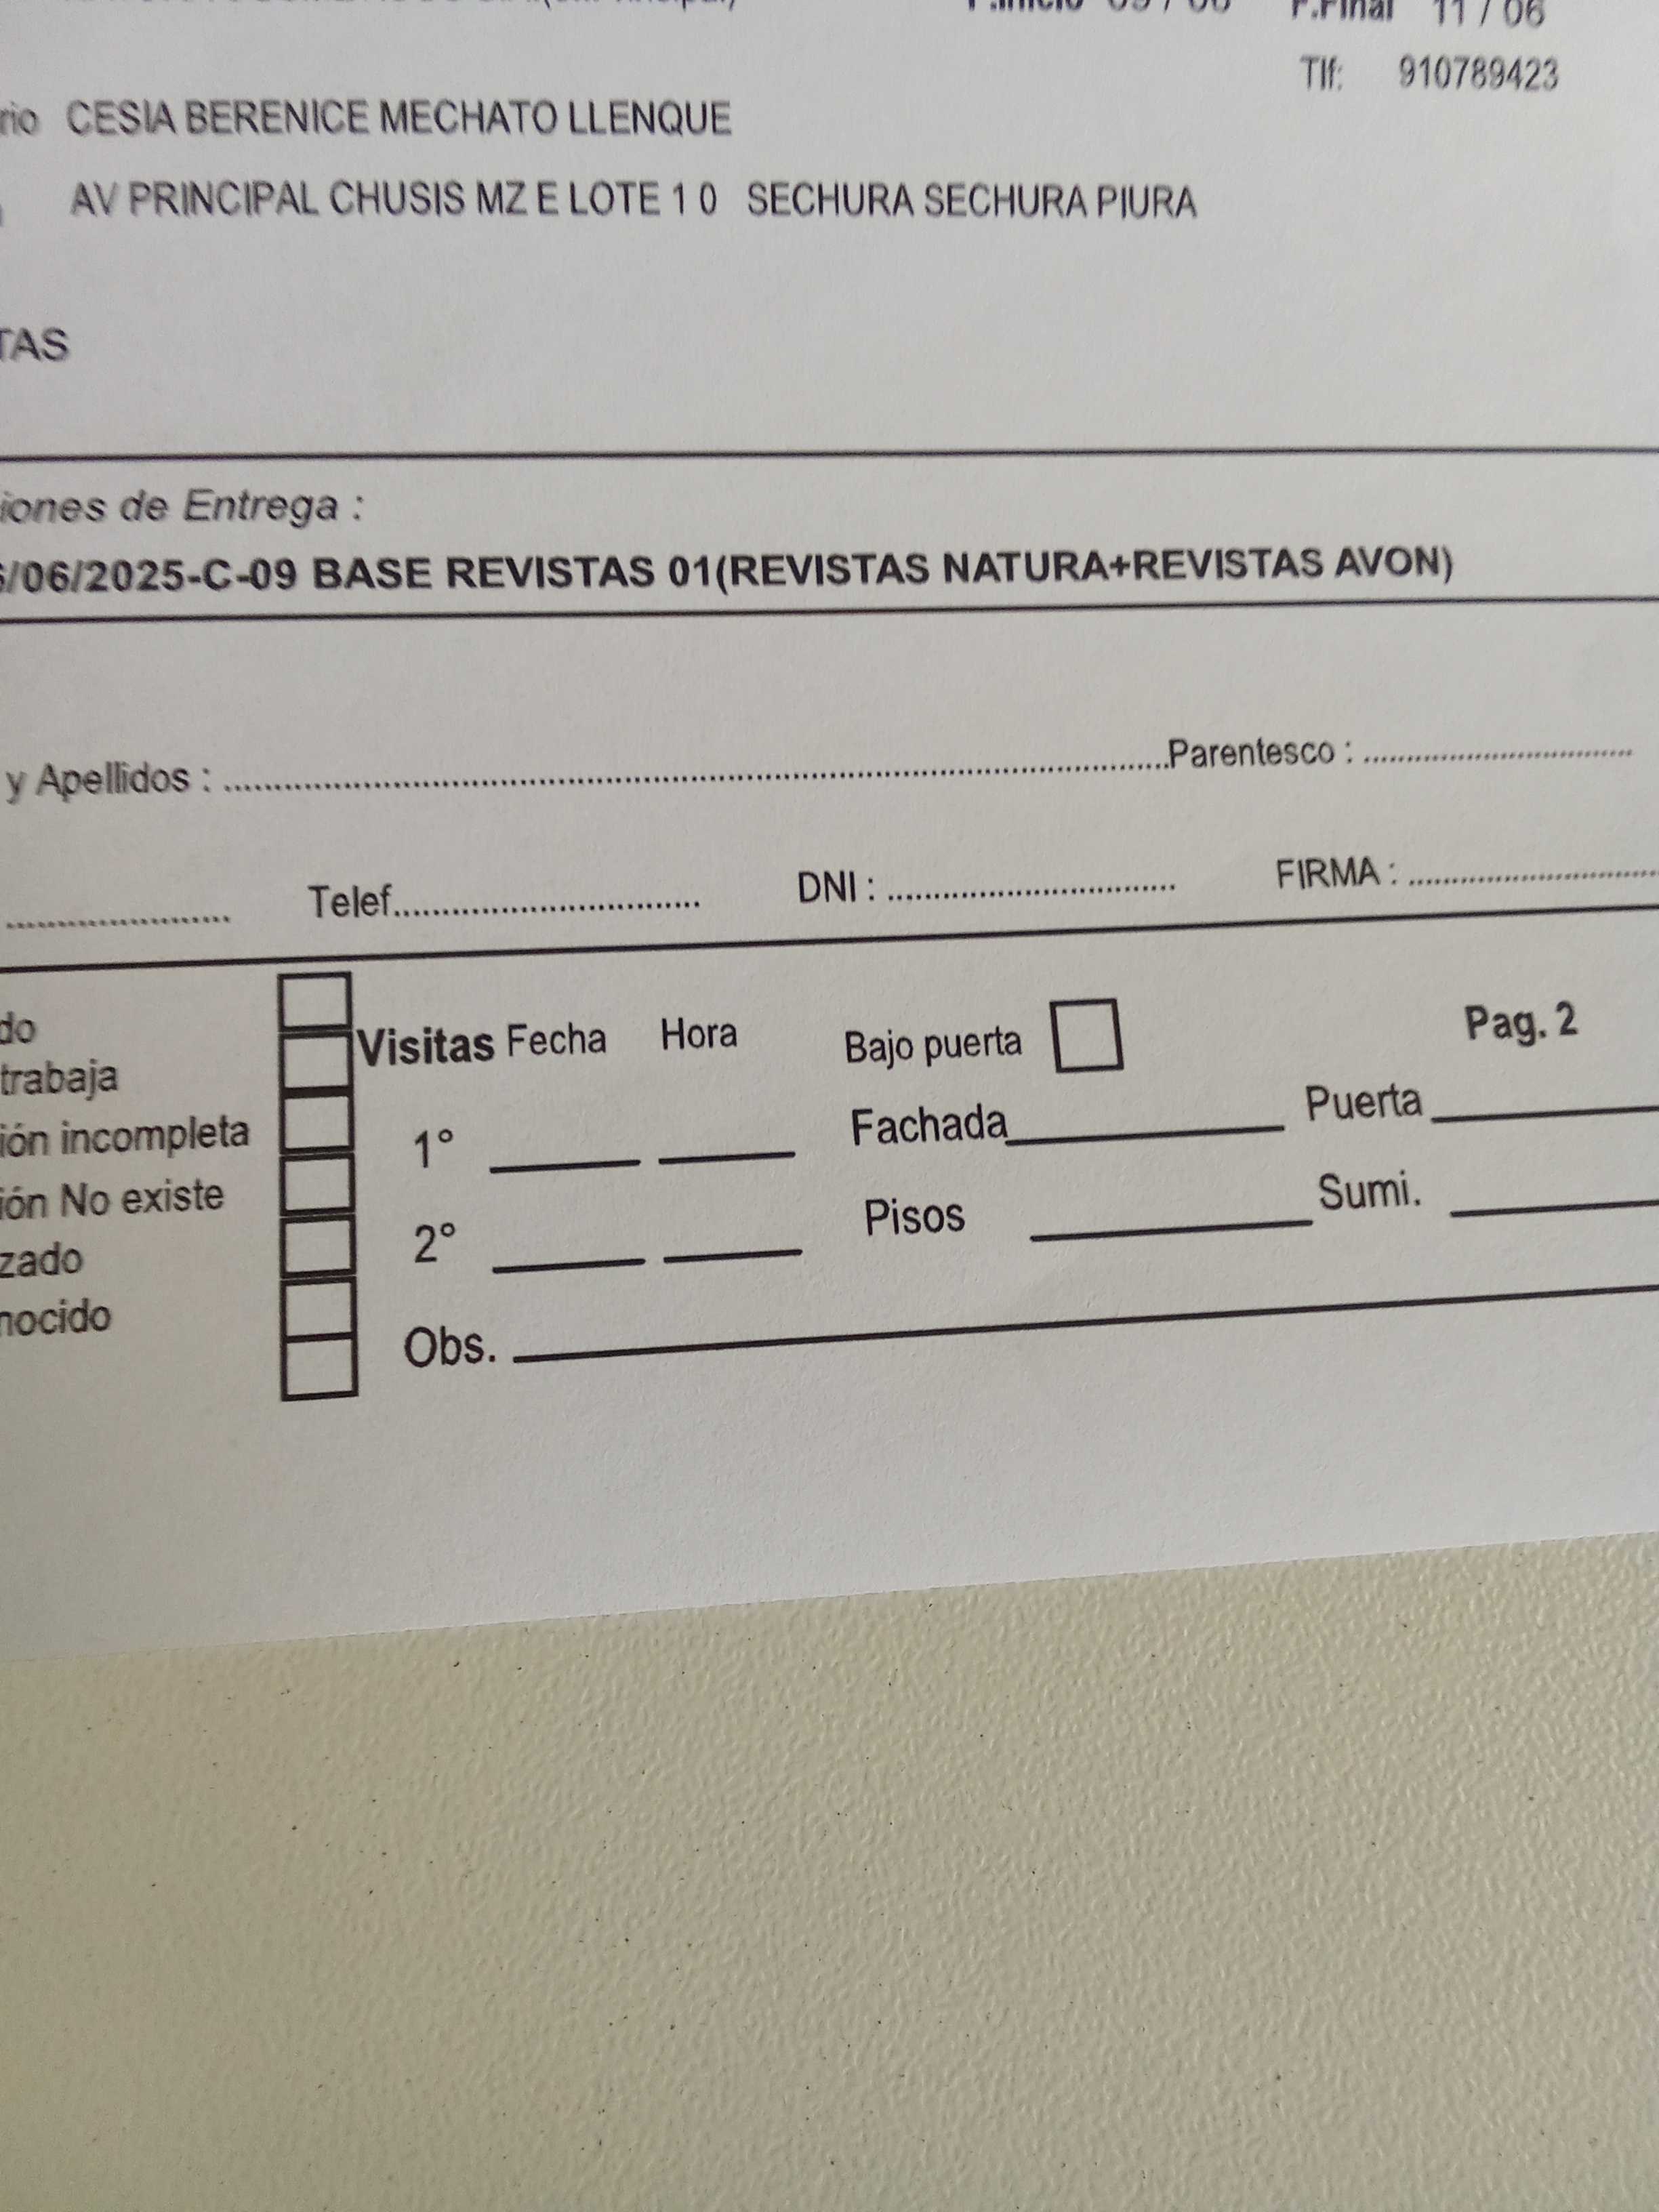 F.Inicio 09 / 06 F.Final 11 / 06
Tlf: 910789423
rio CESIA BERENICE MECHATO LLENQUE
AV PRINCIPAL CHUSIS MZ E LOTE 1 0 SECHURA SECHURA PIURA
TAS
iones de Entrega :
/06/2025-C-09 BASE REVISTAS 01(REVISTAS NATURA+REVISTAS AVON)
y Apellidos : Parentesco :
Telef. DNI : FIRMA :
do
trabaja
ión incompleta
ión No existe
zado
nocido
Visitas Fecha Hora
1°
2°
Obs.
Bajo puerta Pag. 2
Fachada Puerta
Pisos Sumi.